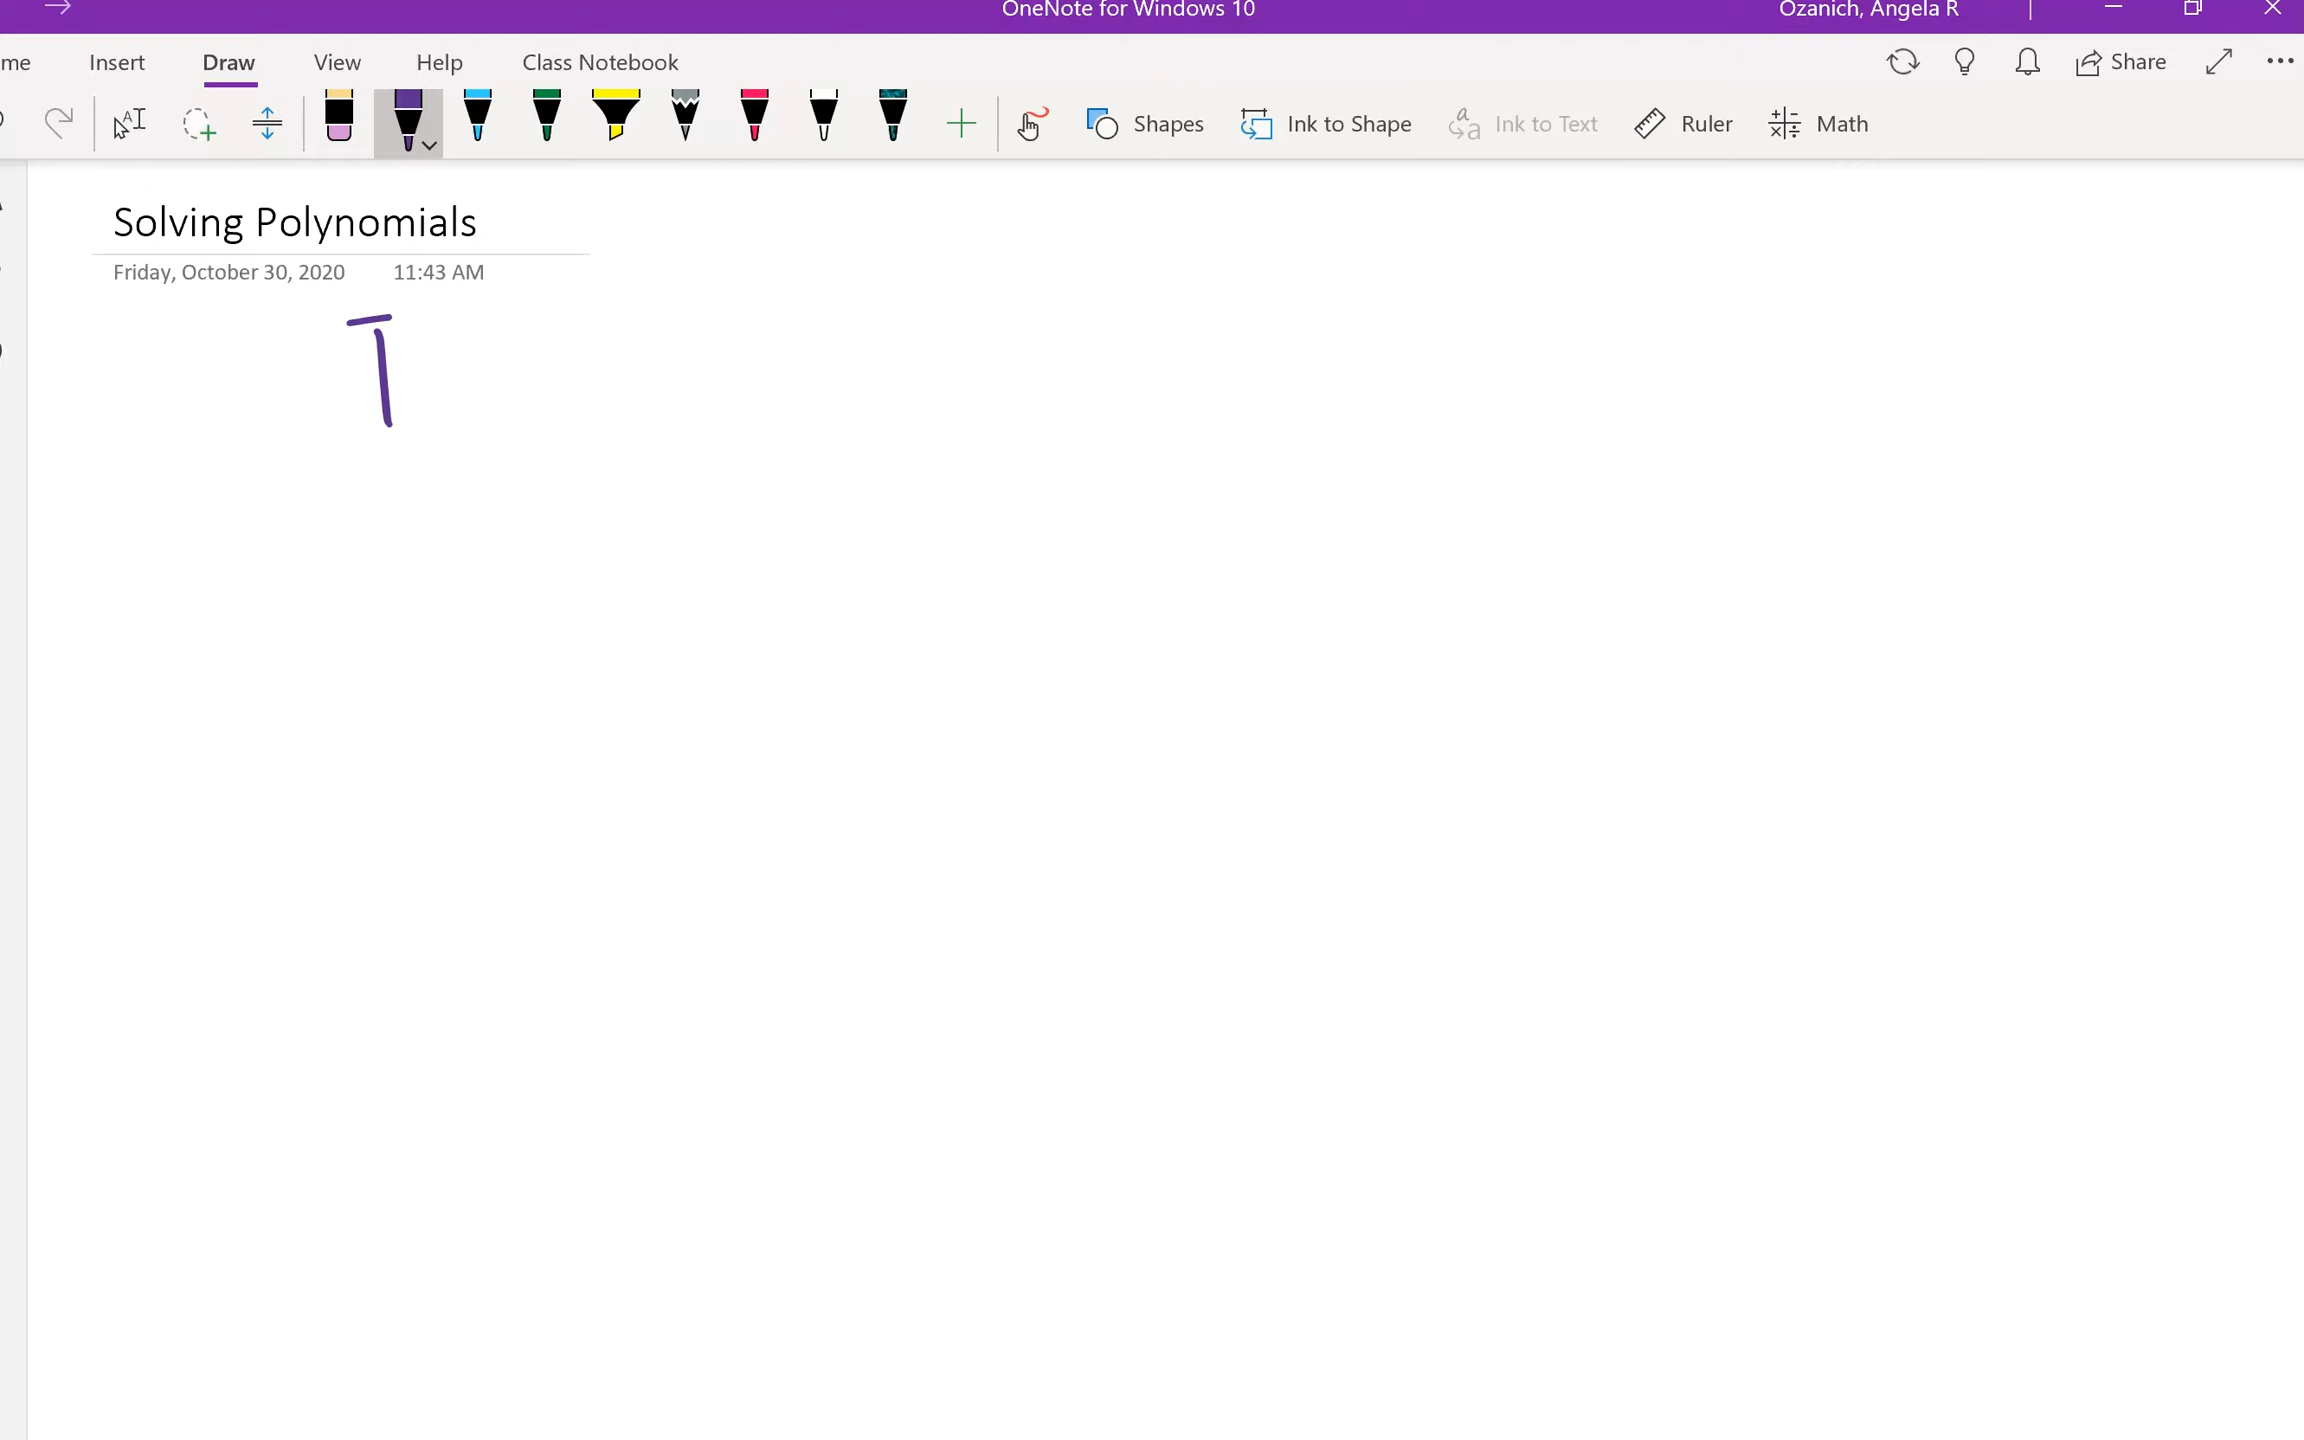 OneNote for Windows 10 Ozanich, Angela R
me Insert Draw View Help Class Notebook Share
Shapes Ink to Shape Ink to Text Ruler Math
Solving Polynomials
Friday, October 30, 2020 11:43 AM
T